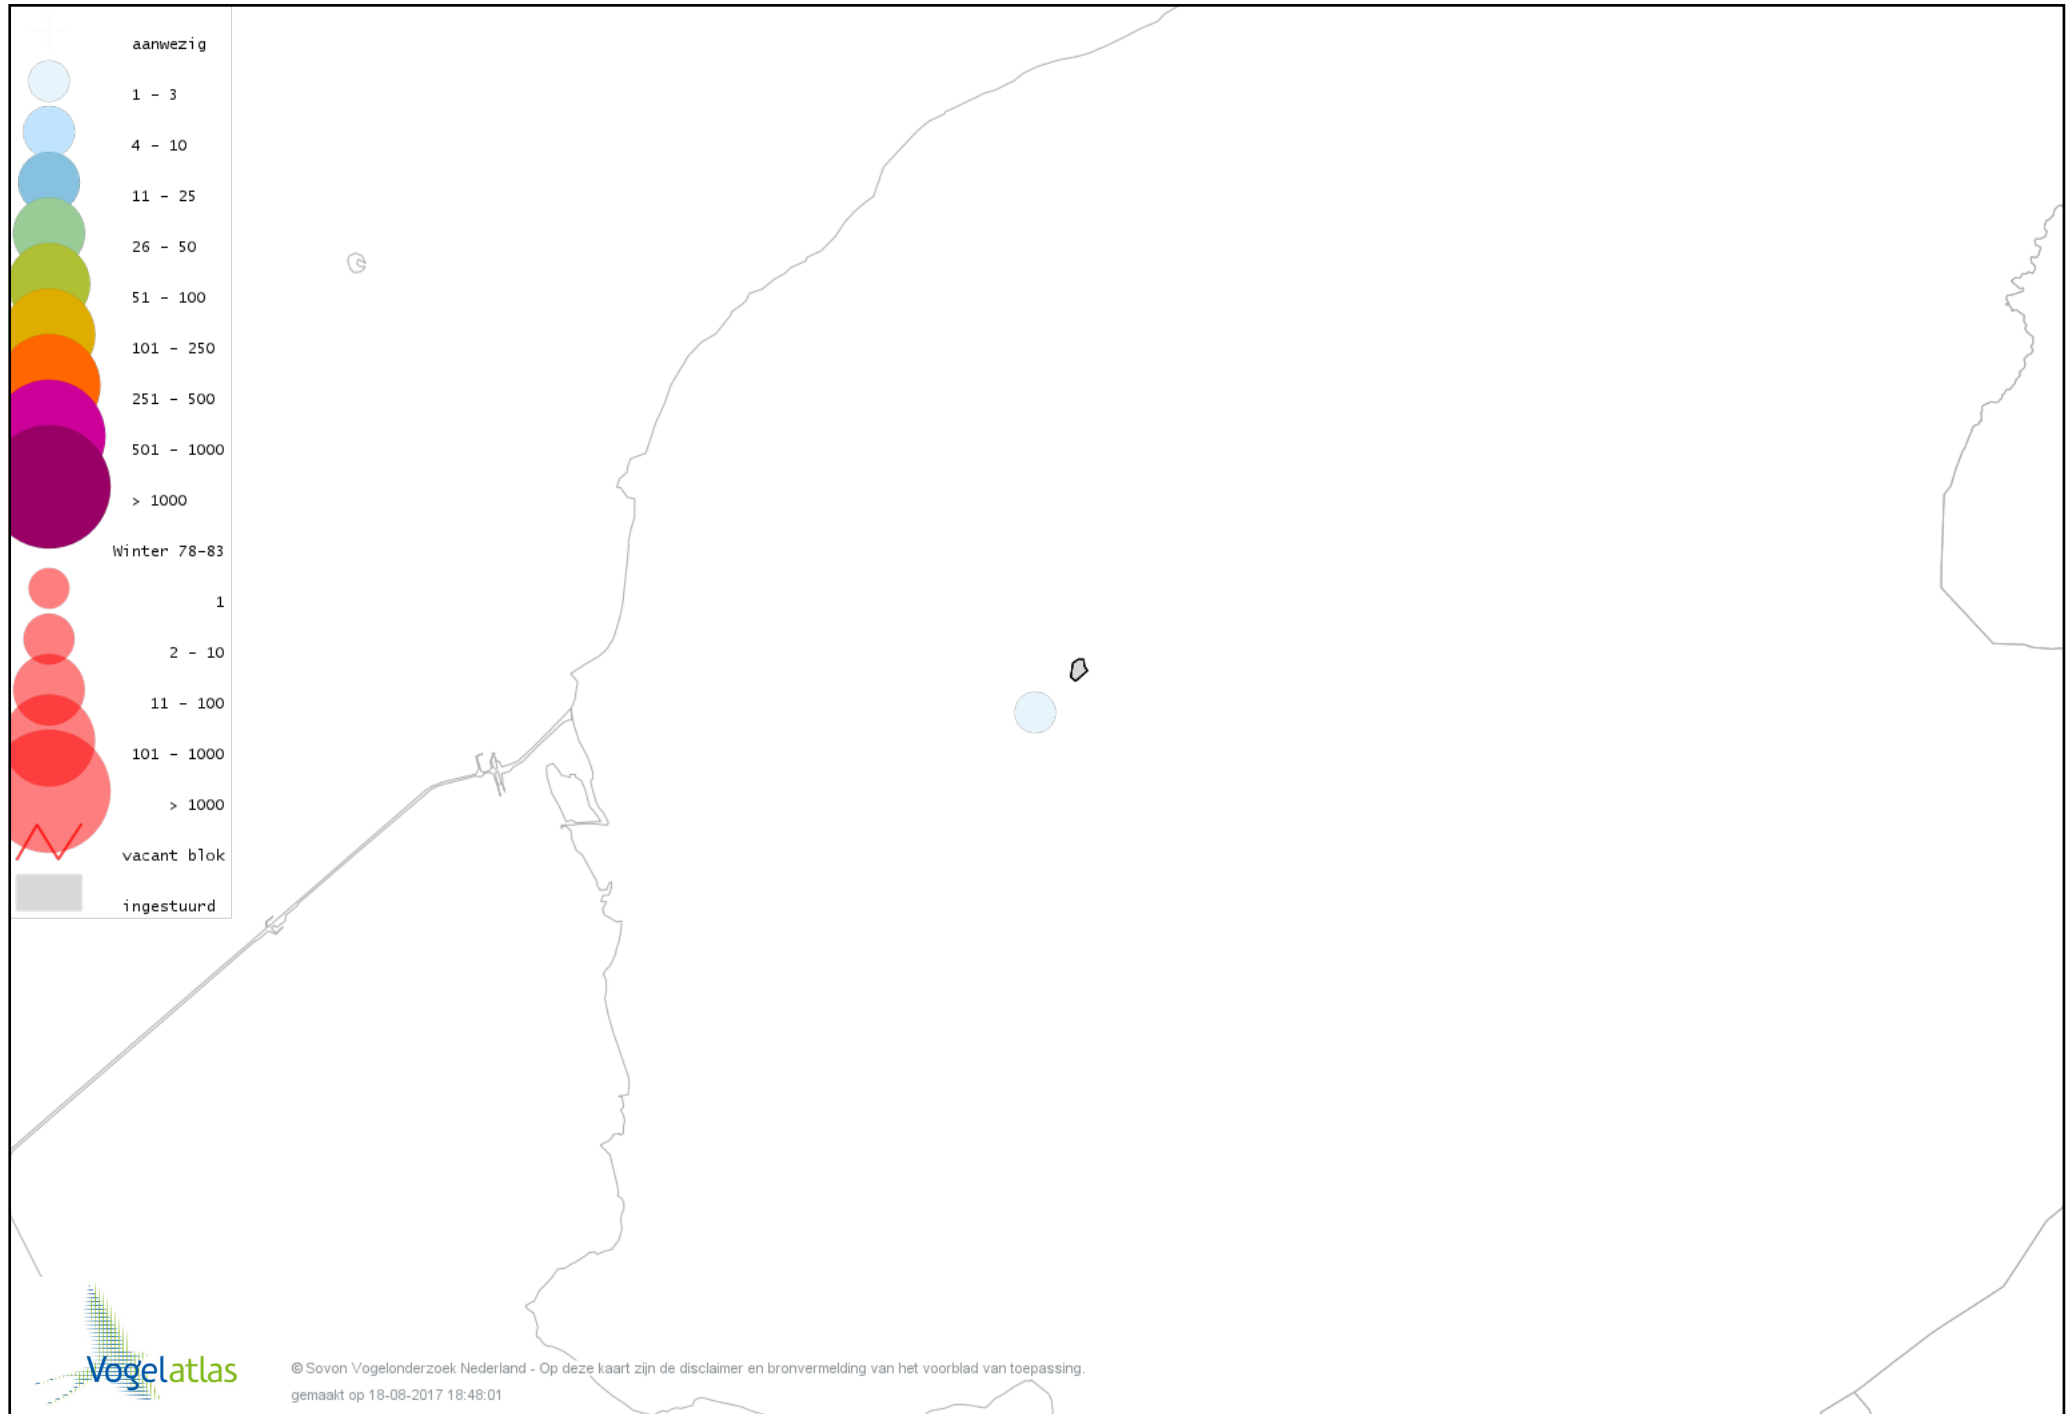 aanwezig
1 - 3
4 - 10
11 - 25
26 - 50
51 - 100
101 - 250
251 - 500
501 - 1000
> 1000
Winter 78-83
1
2 - 10
11 - 100
101 - 1000
> 1000
vacant blok
ingestuurd
Vogelatlas
© Sovon Vogelonderzoek Nederland - Op deze kaart zijn de disclaimer en bronvermelding van het voorblad van toepassing.
gemaakt op 18-08-2017 18:48:01